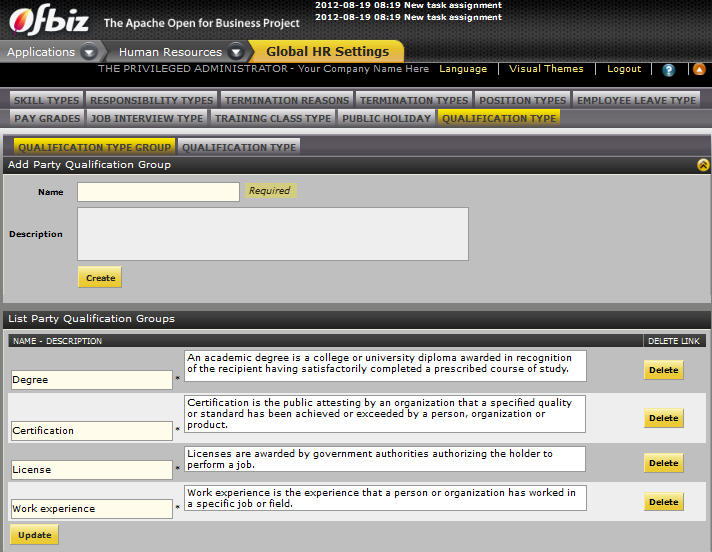 Ofbiz The Apache Open for Business Project
2012-08-19 08:19 New task assignment
2012-08-19 08:19 New task assignment
Applications Human Resources Global HR Settings
THE PRIVILEGED ADMINISTRATOR - Your Company Name Here Language Visual Themes Logout ?
SKILL TYPES RESPONSIBILITY TYPES TERMINATION REASONS TERMINATION TYPES POSITION TYPES EMPLOYEE LEAVE TYPE
PAY GRADES JOB INTERVIEW TYPE TRAINING CLASS TYPE PUBLIC HOLIDAY QUALIFICATION TYPE
QUALIFICATION TYPE GROUP QUALIFICATION TYPE
Add Party Qualification Group
Name Required
Description
Create
List Party Qualification Groups
NAME - DESCRIPTION DELETE LINK
An academic degree is a college or university diploma awarded in recognition
of the recipient having satisfactorily completed a prescribed course of study.
Degree * Delete
Certification is the public attesting by an organization that a specified quality
or standard has been achieved or exceeded by a person, organization or
product.
Certification * Delete
Licenses are awarded by government authorities authorizing the holder to
perform a job.
License * Delete
Work experience is the experience that a person or organization has worked in
a specific job or field.
Work experience * Delete
Update